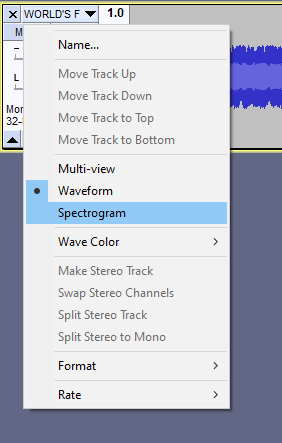 WORLD'S F
1.0
M
Name...
Move Track Up
L
Move Track Down
Move Track to Top
Mon
32-
Move Track to Bottom
Multi-view
Waveform
Spectrogram
Wave Color
Make Stereo Track
Swap Stereo Channels
Split Stereo Track
Split Stereo to Mono
Format
Rate